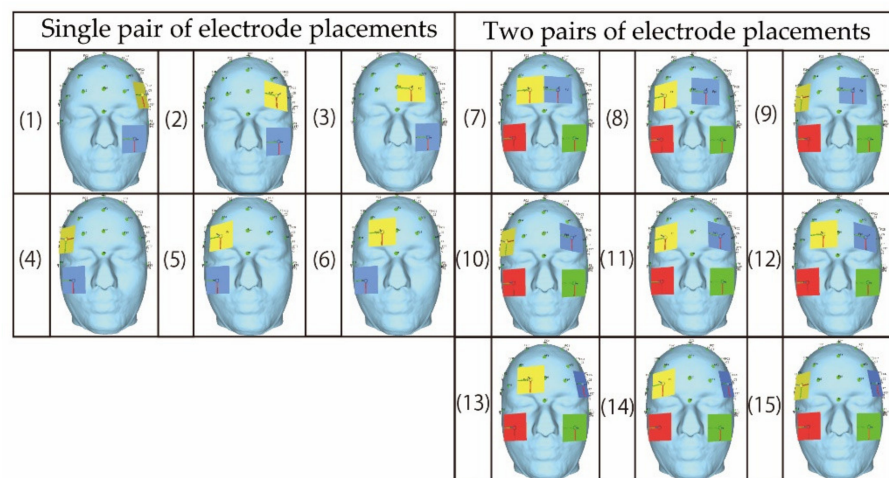 Single pair of electrode placements Two pairs of electrode placements
(1) (2) (3) (7) (8) (9)
(4) (5) (6) (10) (11) (12)
(13) (14) (15)